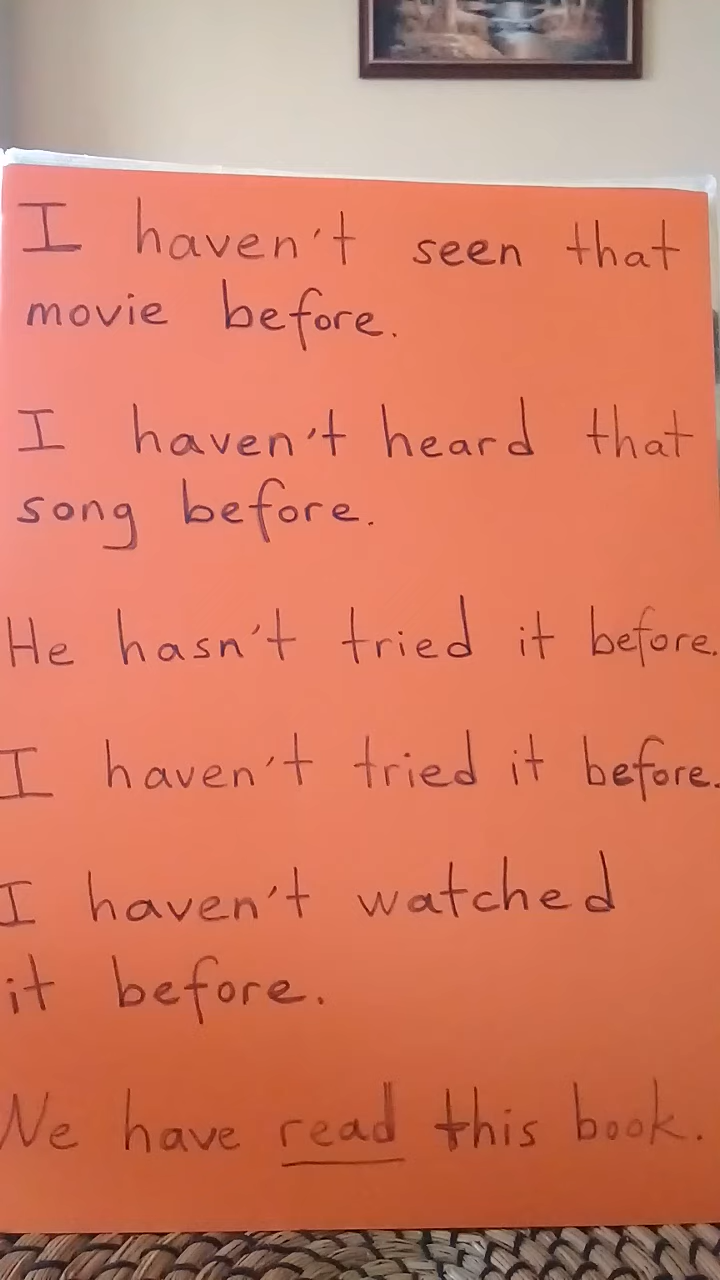 I haven't seen that
movie before.
I haven't heard that
song before.
He hasn't tried it before.
I haven't tried it before.
I haven't watched
it before.
We have read this book.